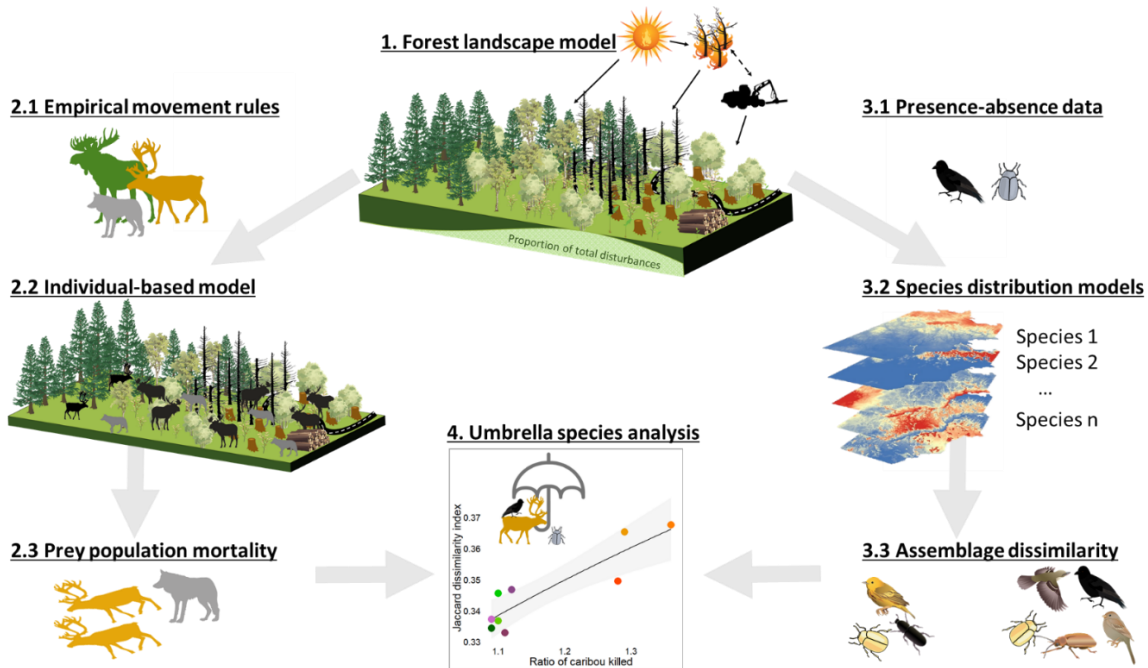 1. Forest landscape model
2.1 Empirical movement rules
3.1 Presence-absence data
Proportion of total disturbances
2.2 Individual-based model
3.2 Species distribution models
Species 1
Species 2
...
Species n
4. Umbrella species analysis
Jaccard dissimilarity index
0.37
0.36
0.35
0.34
0.33
1.1
1.2
1.3
Ratio of caribou killed
2.3 Prey population mortality
3.3 Assemblage dissimilarity